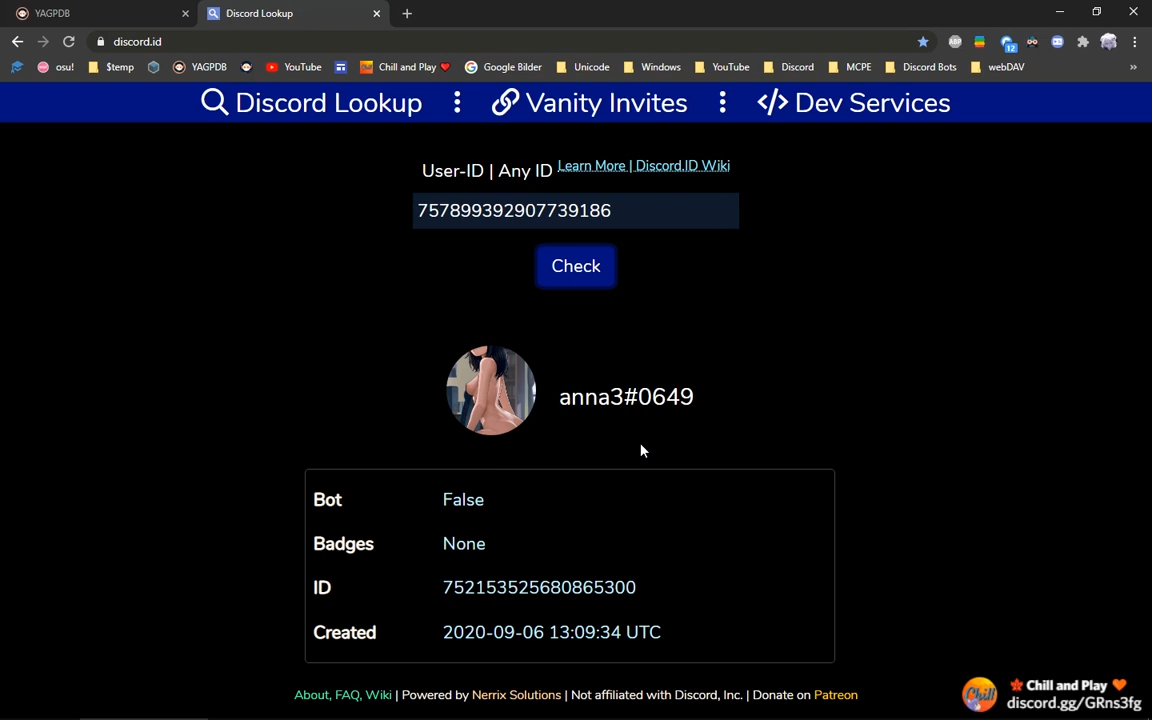 YAGPDB
Discord Lookup
discord.id
12
osu!
$temp
YAGPDB
YouTube
Chill and Play
Google Bilder
Unicode
Windows
YouTube
Discord
MCPE
Discord Bots
webDAV
»
Discord Lookup
Vanity Invites
</> Dev Services
User-ID | Any ID Learn More | Discord.ID Wiki
757899392907739186
Check
anna3#0649
Bot False
Badges None
ID 752153525680865300
Created 2020-09-06 13:09:34 UTC
About, FAQ, Wiki | Powered by Nerrix Solutions | Not affiliated with Discord, Inc. | Donate on Patreon
Chill
Chill and Play
discord.gg/GRns3fg